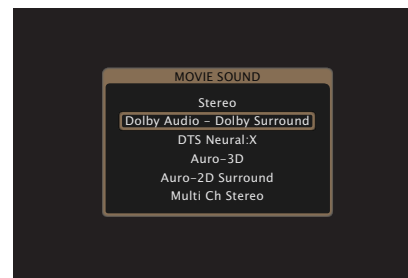 MOVIE SOUND
Stereo
Dolby Audio – Dolby Surround
DTS Neural:X
Auro–3D
Auro–2D Surround
Multi Ch Stereo